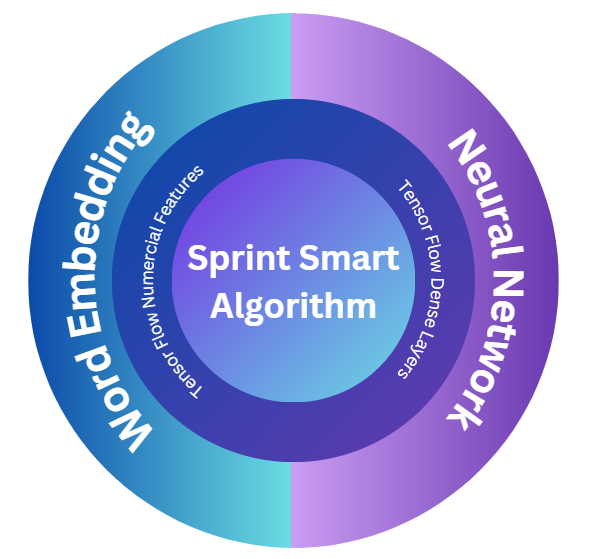 Word Embedding
Tensor Flow Numercial Features
Sprint Smart
Algorithm
Tensor Flow Dense Layers
Neural Network